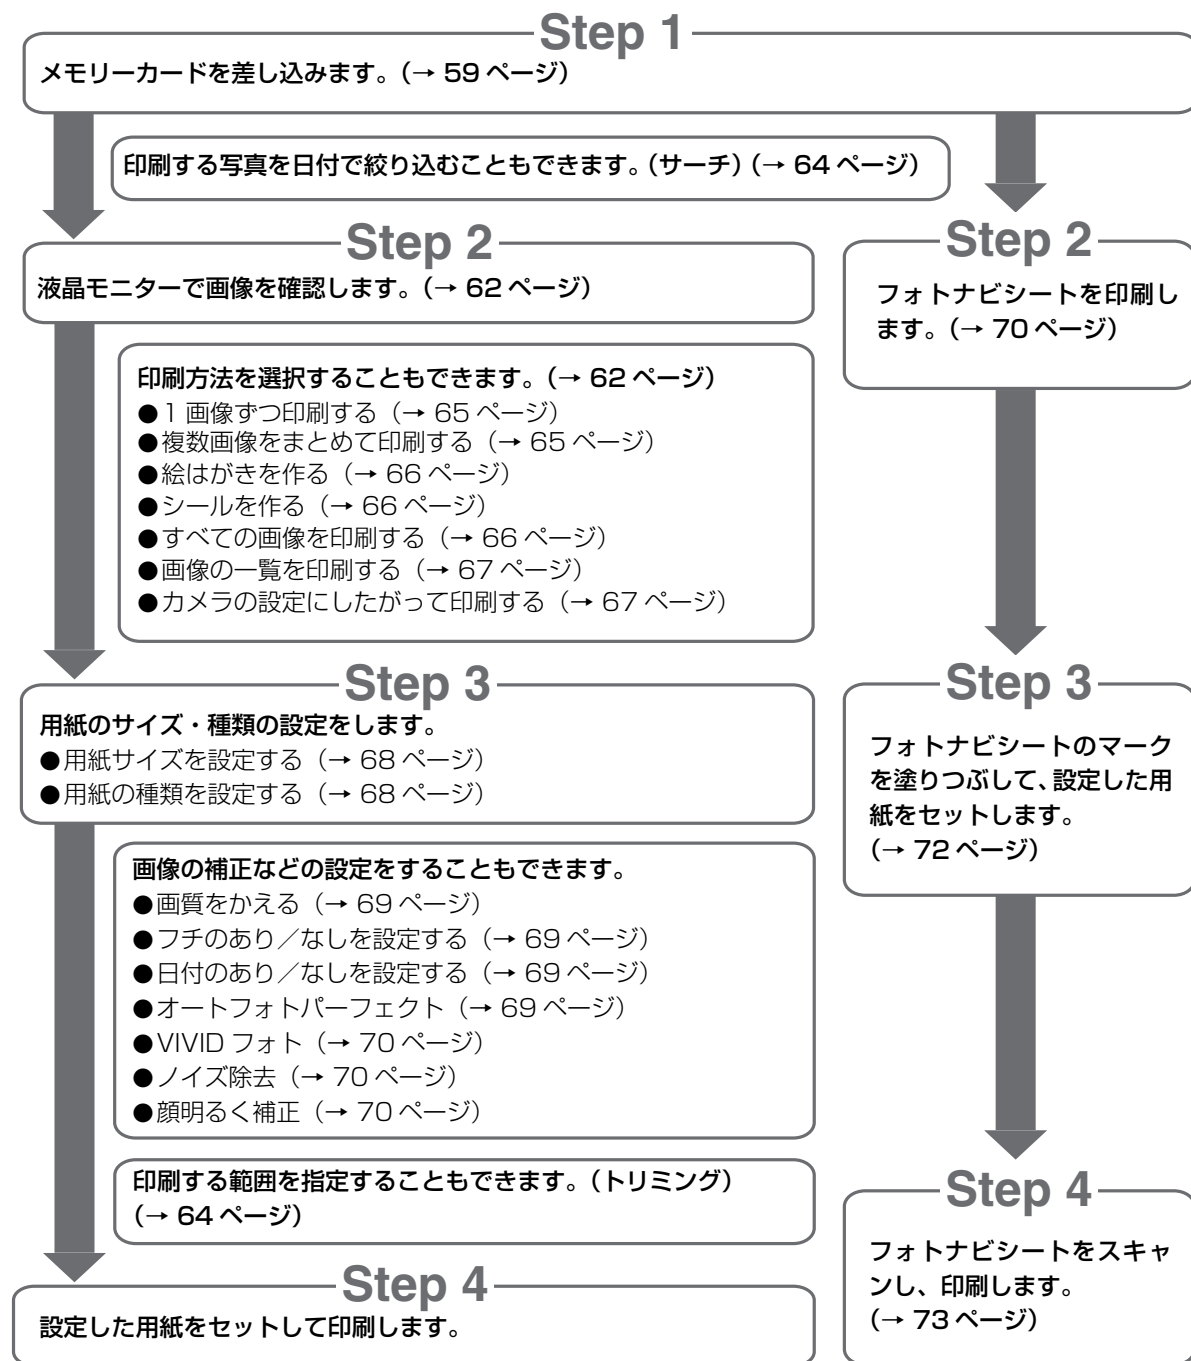 Step 1
メモリーカードを差し込みます。(→ 59 ページ)
印刷する写真を日付で絞り込むこともできます。(サーチ)(→ 64 ページ)
Step 2
液晶モニターで画像を確認します。(→ 62 ページ)
印刷方法を選択することもできます。(→ 62 ページ)
●1 画像ずつ印刷する(→ 65 ページ)
●複数画像をまとめて印刷する(→ 65 ページ)
●絵はがきを作る(→ 66 ページ)
●シールを作る(→ 66 ページ)
●すべての画像を印刷する(→ 66 ページ)
●画像の一覧を印刷する(→ 67 ページ)
●カメラの設定にしたがって印刷する(→ 67 ページ)
Step 3
用紙のサイズ・種類の設定をします。
●用紙サイズを設定する(→ 68 ページ)
●用紙の種類を設定する(→ 68 ページ)
画像の補正などの設定をすることもできます。
●画質をかえる(→ 69 ページ)
●フチのあり/なしを設定する(→ 69 ページ)
●日付のあり/なしを設定する(→ 69 ページ)
●オートフォトパーフェクト(→ 69 ページ)
●VIVID フォト(→ 70 ページ)
●ノイズ除去(→ 70 ページ)
●顔明るく補正(→ 70 ページ)
印刷する範囲を指定することもできます。(トリミング)
(→ 64 ページ)
Step 4
設定した用紙をセットして印刷します。
Step 2
フォトナビシートを印刷し
ます。(→ 70 ページ)
Step 3
フォトナビシートのマーク
を塗りつぶして、設定した用
紙をセットします。
(→ 72 ページ)
Step 4
フォトナビシートをスキャ
ンし、印刷します。
(→ 73 ページ)